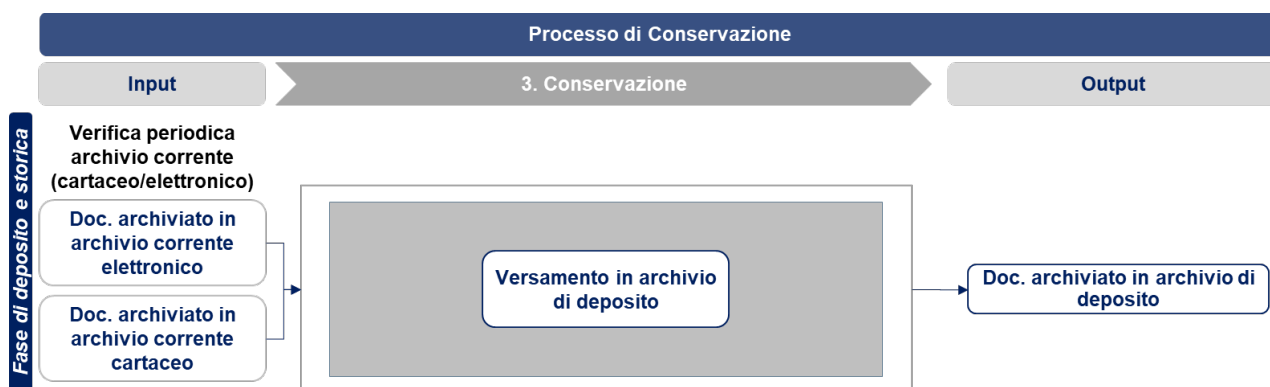 Processo di Conservazione
Input
3. Conservazione
Output
Fase di deposito e storica
Verifica periodica
archivio corrente
(cartaceo/elettronico)
Doc. archiviato in
archivio corrente
elettronico
Doc. archiviato in
archivio corrente
cartaceo
Versamento in archivio
di deposito
Doc. archiviato in archivio di
deposito